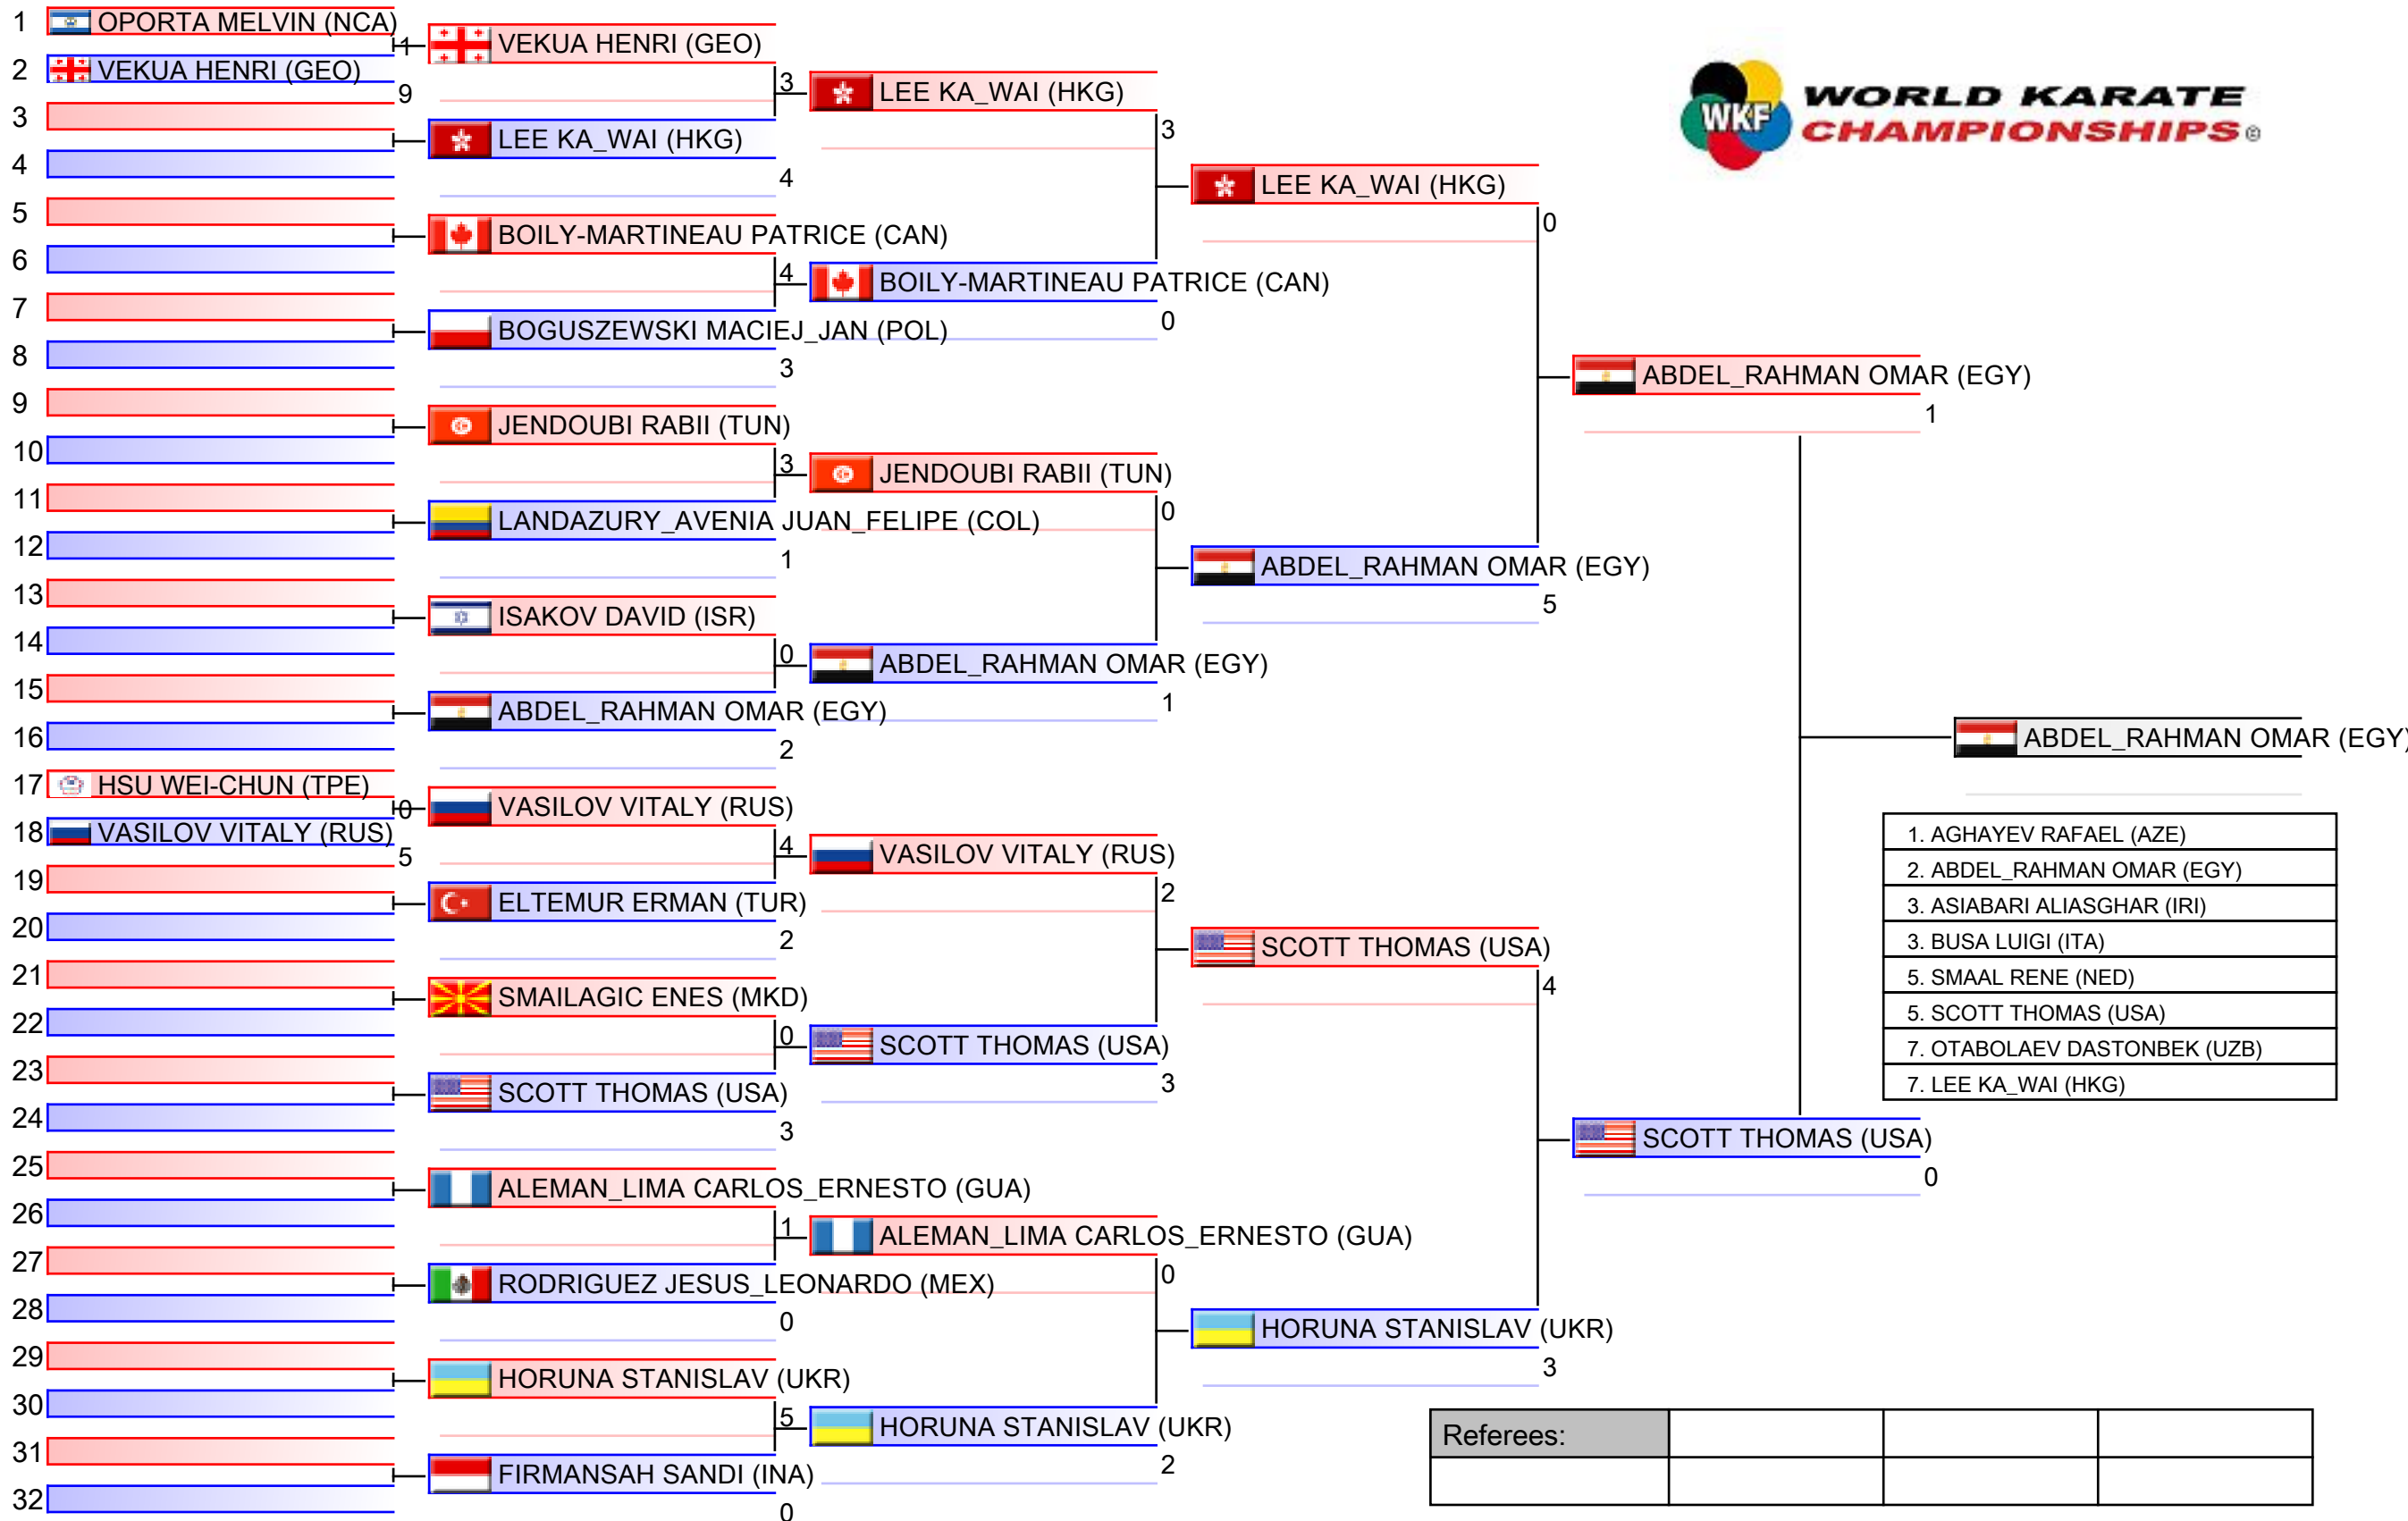 1 OPORTA MELVIN (NCA)
1
VEKUA HENRI (GEO)
2 VEKUA HENRI (GEO)
9
3
3
LEE KA_WAI (HKG)
LEE KA_WAI (HKG)
4
4
3
LEE KA_WAI (HKG)
0
5
BOILY-MARTINEAU PATRICE (CAN)
6
4
BOILY-MARTINEAU PATRICE (CAN)
0
7
BOGUSZEWSKI MACIEJ_JAN (POL)
8
3
ABDEL_RAHMAN OMAR (EGY)
1
9
JENDOUBI RABII (TUN)
10
3
JENDOUBI RABII (TUN)
0
11
LANDAZURY_AVENIA JUAN_FELIPE (COL)
12
1
ABDEL_RAHMAN OMAR (EGY)
5
13
ISAKOV DAVID (ISR)
14
0
ABDEL_RAHMAN OMAR (EGY)
1
15
ABDEL_RAHMAN OMAR (EGY)
16
2
ABDEL_RAHMAN OMAR (EGY)
17 HSU WEI-CHUN (TPE)
0
VASILOV VITALY (RUS)
18 VASILOV VITALY (RUS)
5
4
VASILOV VITALY (RUS)
2
19
ELTEMUR ERMAN (TUR)
20
2
SCOTT THOMAS (USA)
4
21
SMAILAGIC ENES (MKD)
22
0
SCOTT THOMAS (USA)
3
23
SCOTT THOMAS (USA)
24
3
SCOTT THOMAS (USA)
0
25
ALEMAN_LIMA CARLOS_ERNESTO (GUA)
26
1
ALEMAN_LIMA CARLOS_ERNESTO (GUA)
0
27
RODRIGUEZ JESUS_LEONARDO (MEX)
28
0
HORUNA STANISLAV (UKR)
3
29
HORUNA STANISLAV (UKR)
30
5
HORUNA STANISLAV (UKR)
2
31
FIRMANSAH SANDI (INA)
32
0
WKF
WORLD KARATE
CHAMPIONSHIPS ©
1. AGHAYEV RAFAEL (AZE)
2. ABDEL_RAHMAN OMAR (EGY)
3. ASIABARI ALIASGHAR (IRI)
3. BUSA LUIGI (ITA)
5. SMAAL RENE (NED)
5. SCOTT THOMAS (USA)
7. OTABOLAEV DASTONBEK (UZB)
7. LEE KA_WAI (HKG)
Referees: